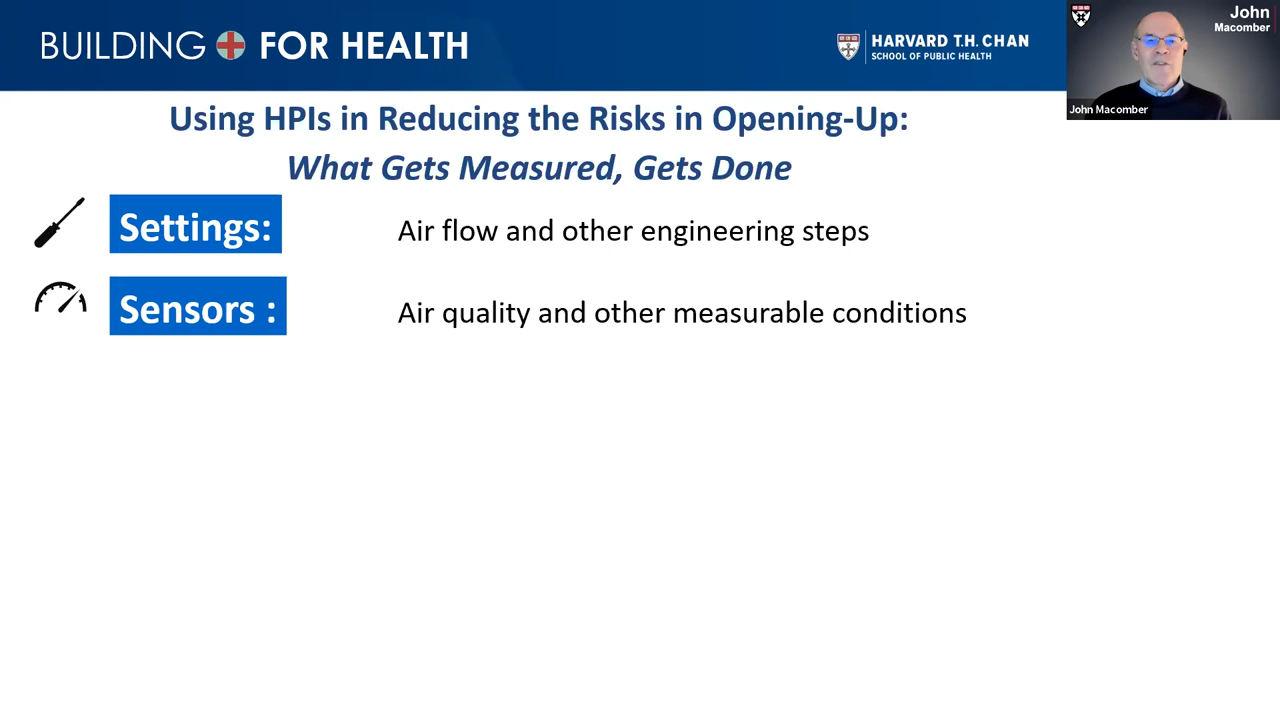 BUILDING FOR HEALTH
HARVARD T.H. CHAN
SCHOOL OF PUBLIC HEALTH
John
Macomber
John Macomber
Using HPIs in Reducing the Risks in Opening-Up:
What Gets Measured, Gets Done
Settings: Air flow and other engineering steps
Sensors : Air quality and other measurable conditions